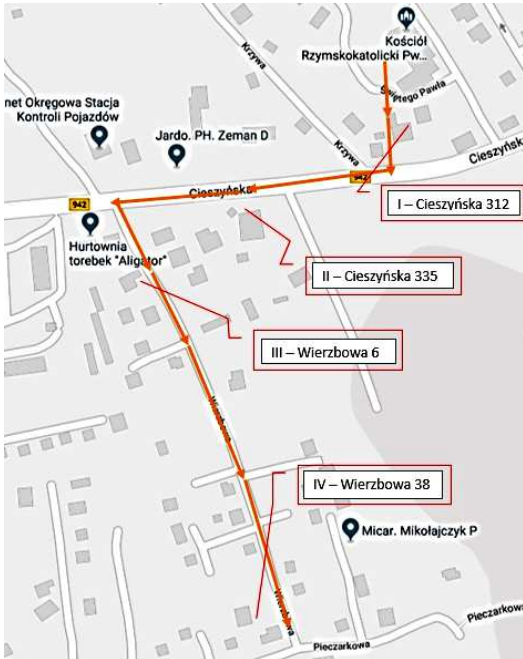 Kościół
Rzymskokatolicki Pw...
Krzywa
Świętego Pawła
net Okręgowa Stacja
Kontroli Pojazdów
Jardo. PH. Zeman D
Krzywa
Cieszyńska
942
Cieszyńska
942
I – Cieszyńska 312
Hurtownia
torebek "Aligator"
II – Cieszyńska 335
III – Wierzbowa 6
Wierzbowa
IV – Wierzbowa 38
Micar. Mikołajczyk P
Wierzbowa
Pieczarkowa
Pieczarkowa